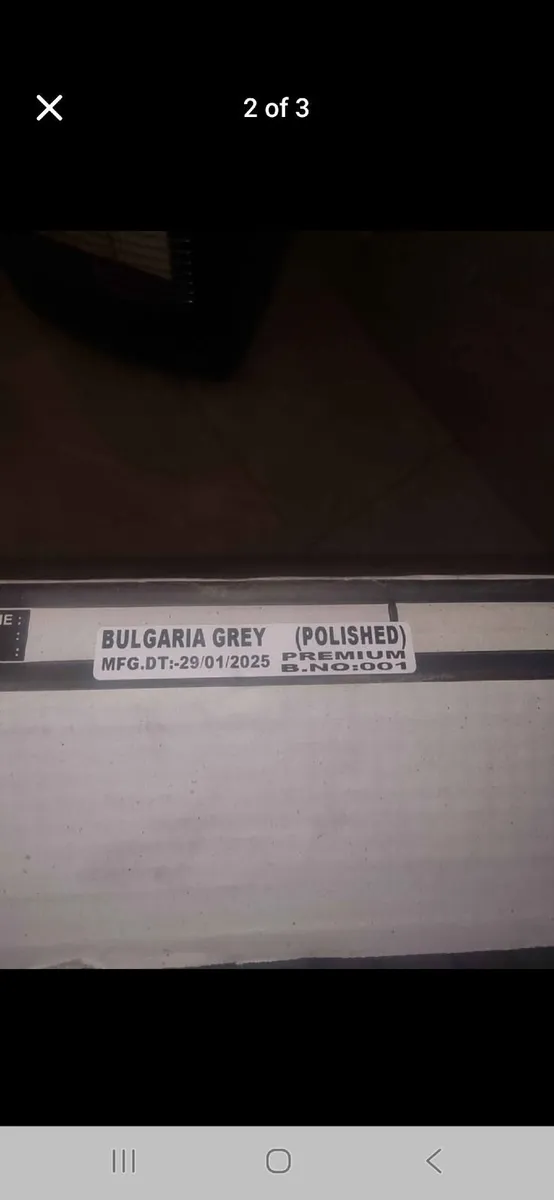 2 of 3
E :
:
:
BULGARIA GREY (POLISHED)
MFG.DT:-29/01/2025 PREMIUM
B.NO:001